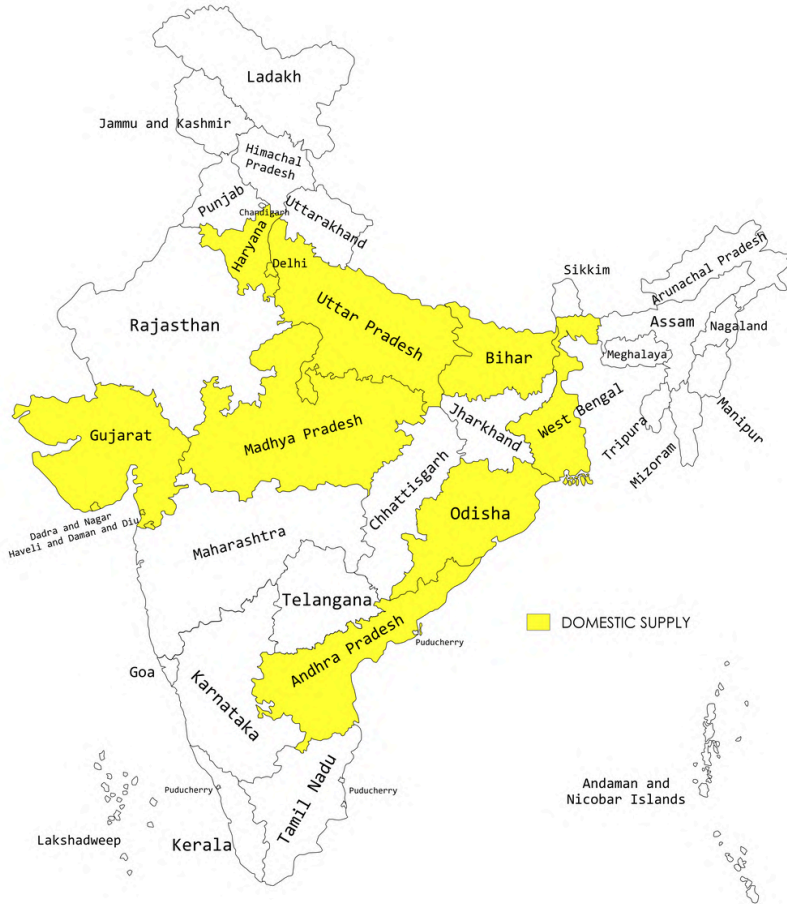 Ladakh
Jammu and Kashmir
Himachal
Pradesh
Punjab
Chandigarh
Uttarakhand
Haryana
Delhi
Arunachal Pradesh
Sikkim
Rajasthan
Uttar Pradesh
Assam
Nagaland
Bihar
Meghalaya
Gujarat
Madhya Pradesh
Jharkhand
West Bengal
Tripura
Mizoram
Manipur
Chhattisgarh
Dadra and Nagar
Haveli and Daman and Diu
Odisha
Maharashtra
Telangana
DOMESTIC SUPPLY
Andhra Pradesh
Puducherry
Goa
Karnataka
Puducherry
Puducherry
Tamil Nadu
Andaman and
Nicobar Islands
Lakshadweep
Kerala